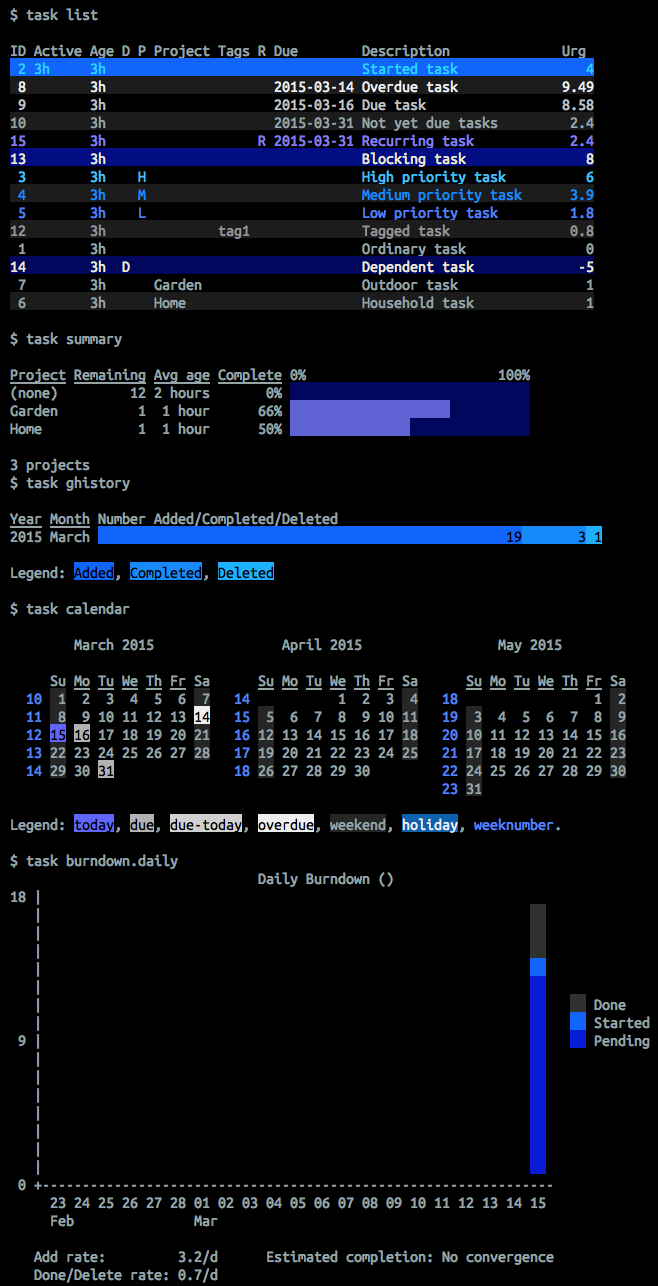 $ task list
ID Active Age D P Project Tags R Due Description Urg
2 3h 3h Started task 4
8 3h 2015-03-14 Overdue task 9.49
9 3h 2015-03-16 Due task 8.58
10 3h 2015-03-31 Not yet due tasks 2.4
15 3h R 2015-03-31 Recurring task 2.4
13 3h Blocking task 8
3 3h H High priority task 6
4 3h M Medium priority task 3.9
5 3h L Low priority task 1.8
12 3h tag1 Tagged task 0.8
1 3h Ordinary task 0
14 3h D Dependent task -5
7 3h Garden Outdoor task 1
6 3h Home Household task 1
$ task summary
Project Remaining Avg age Complete 0% 100%
(none) 12 2 hours 0%
Garden 1 1 hour 66%
Home 1 1 hour 50%
3 projects
$ task ghistory
Year Month Number Added/Completed/Deleted
2015 March 19 3 1
Legend: Added, Completed, Deleted
$ task calendar
March 2015 April 2015 May 2015
Su Mo Tu We Th Fr Sa Su Mo Tu We Th Fr Sa Su Mo Tu We Th Fr Sa
10 1 2 3 4 5 6 7 14 1 2 3 4 18 1 2
11 8 9 10 11 12 13 14 15 5 6 7 8 9 10 11 19 3 4 5 6 7 8 9
12 15 16 17 18 19 20 21 16 12 13 14 15 16 17 18 20 10 11 12 13 14 15 16
13 22 23 24 25 26 27 28 17 19 20 21 22 23 24 25 21 17 18 19 20 21 22 23
14 29 30 31 18 26 27 28 29 30 22 24 25 26 27 28 29 30
23 31
Legend: today, due, due-today, overdue, weekend, holiday, weeknumber.
$ task burndown.daily
Daily Burndown ()
18
Done
Started
9 Pending
0
23 24 25 26 27 28 01 02 03 04 05 06 07 08 09 10 11 12 13 14 15
Feb Mar
Add rate: 3.2/d Estimated completion: No convergence
Done/Delete rate: 0.7/d